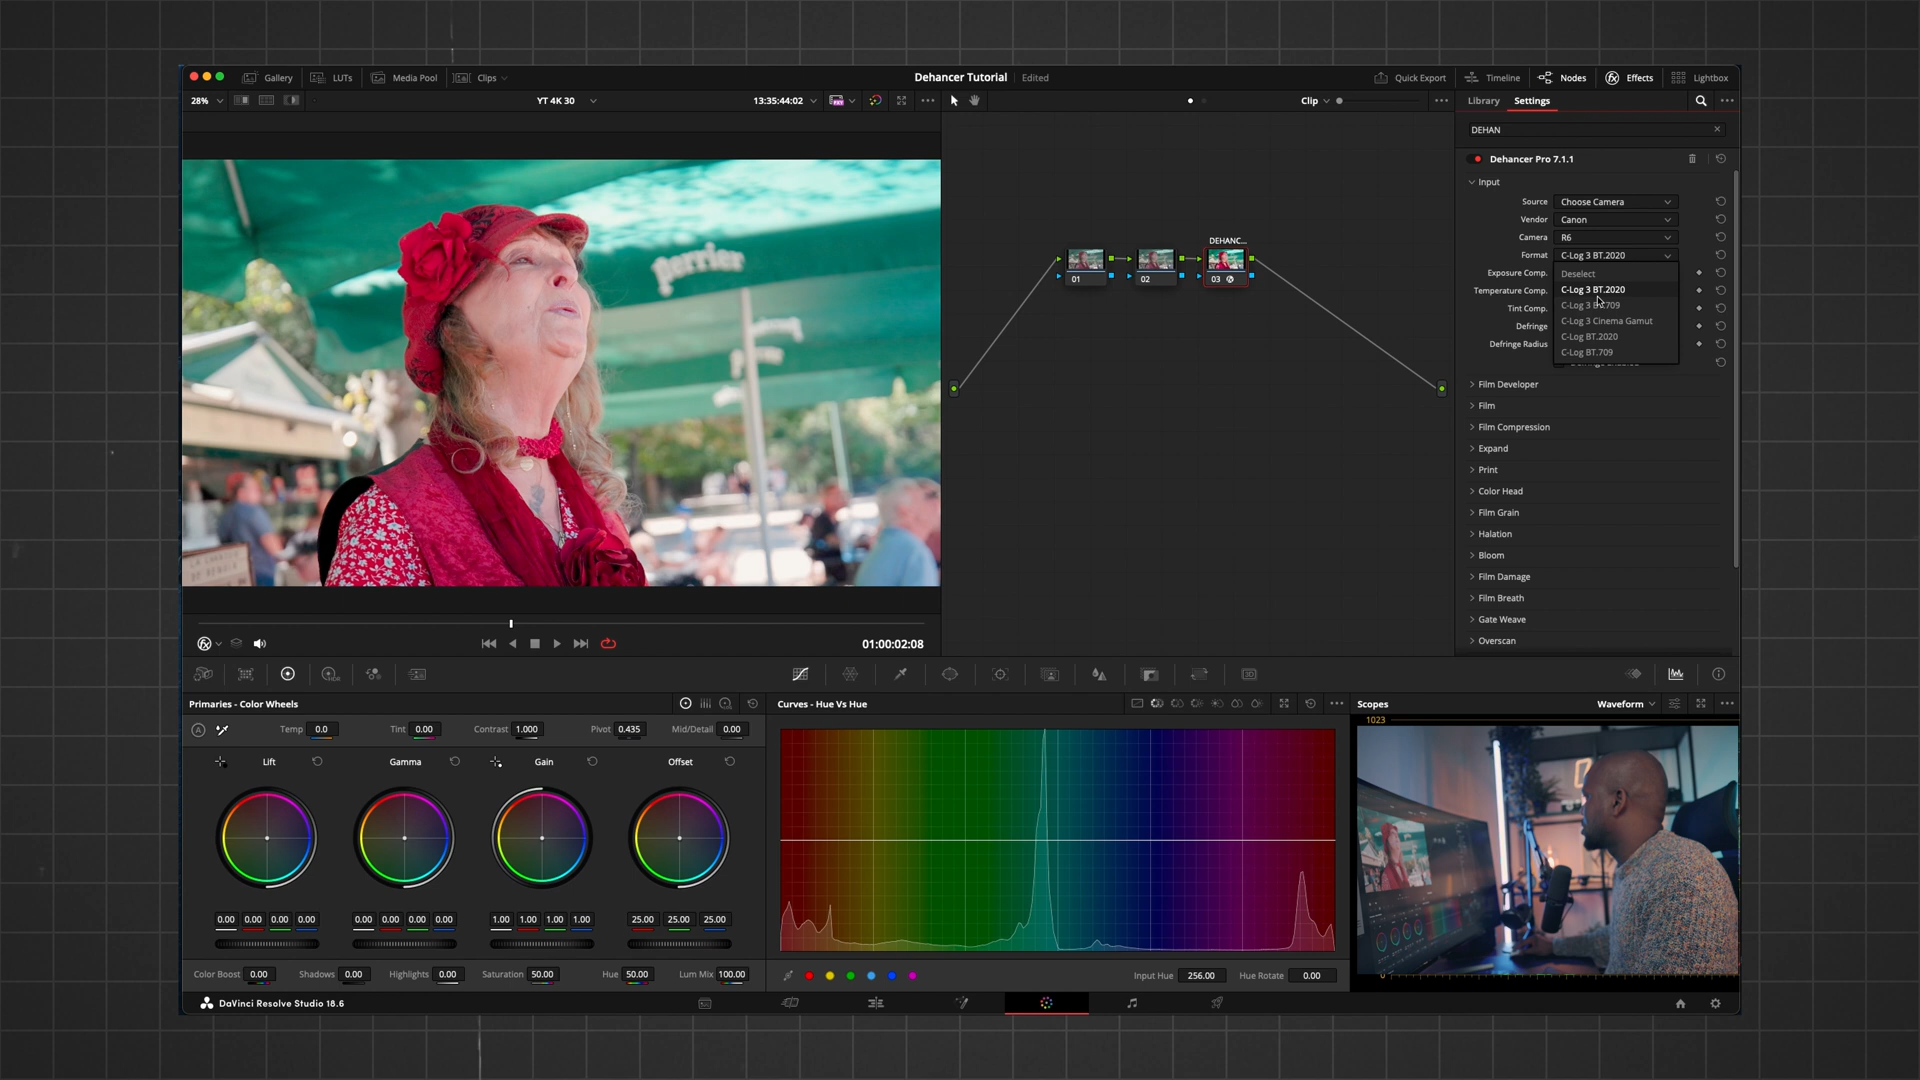 Gallery LUTs Media Pool Clips Dehancer Tutorial Edited Quick Export Timeline Nodes Effects Lightbox
28% YT 4K 30 13:35:44:02 Clip Library Settings
DEHAN
Dehancer Pro 7.1.1
Input
Source Choose Camera
Vendor Canon
Camera R6
Format C-Log 3 BT.2020
Exposure Comp.
Temperature Comp.
Tint Comp.
Defringe
Defringe Radius
Deselect
C-Log 3 BT.2020
C-Log 3 BT.709
C-Log 3 Cinema Gamut
C-Log BT.2020
C-Log BT.709
Film Developer
Film
Film Compression
Expand
Print
Color Head
Film Grain
Halation
Bloom
Film Damage
Film Breath
Gate Weave
Overscan
perrier
DEHANC...
01 02 03
01:00:02:08
Primaries - Color Wheels
Temp 0.0 Tint 0.00 Contrast 1.000 Pivot 0.435 Mid/Detail 0.00
Lift Gamma Gain Offset
0.00 0.00 0.00 0.00 0.00 0.00 0.00 0.00 1.00 1.00 1.00 1.00 25.00 25.00 25.00
Color Boost 0.00 Shadows 0.00 Highlights 0.00 Saturation 50.00 Hue 50.00 Lum Mix 100.00
Curves - Hue Vs Hue
Input Hue 256.00 Hue Rotate 0.00
Scopes Waveform
1023
0
DaVinci Resolve Studio 18.6